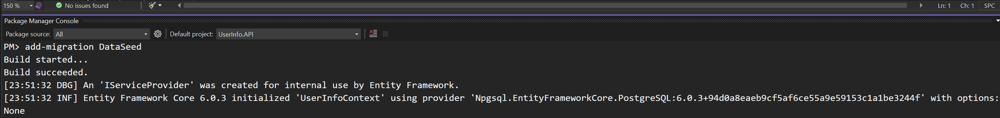 150 %
No issues found
Ln: 1 Ch: 1 SPC
Package Manager Console
Package source: All Default project: UserInfo.API
PM> add-migration DataSeed
Build started...
Build succeeded.
[23:51:32 DBG] An 'IServiceProvider' was created for internal use by Entity Framework.
[23:51:32 INF] Entity Framework Core 6.0.3 initialized 'UserInfoContext' using provider 'Npgsql.EntityFrameworkCore.PostgreSQL:6.0.3+94d0a8eaeb9cf5af6ce55a9e59153c1a1be3244f' with options:
None